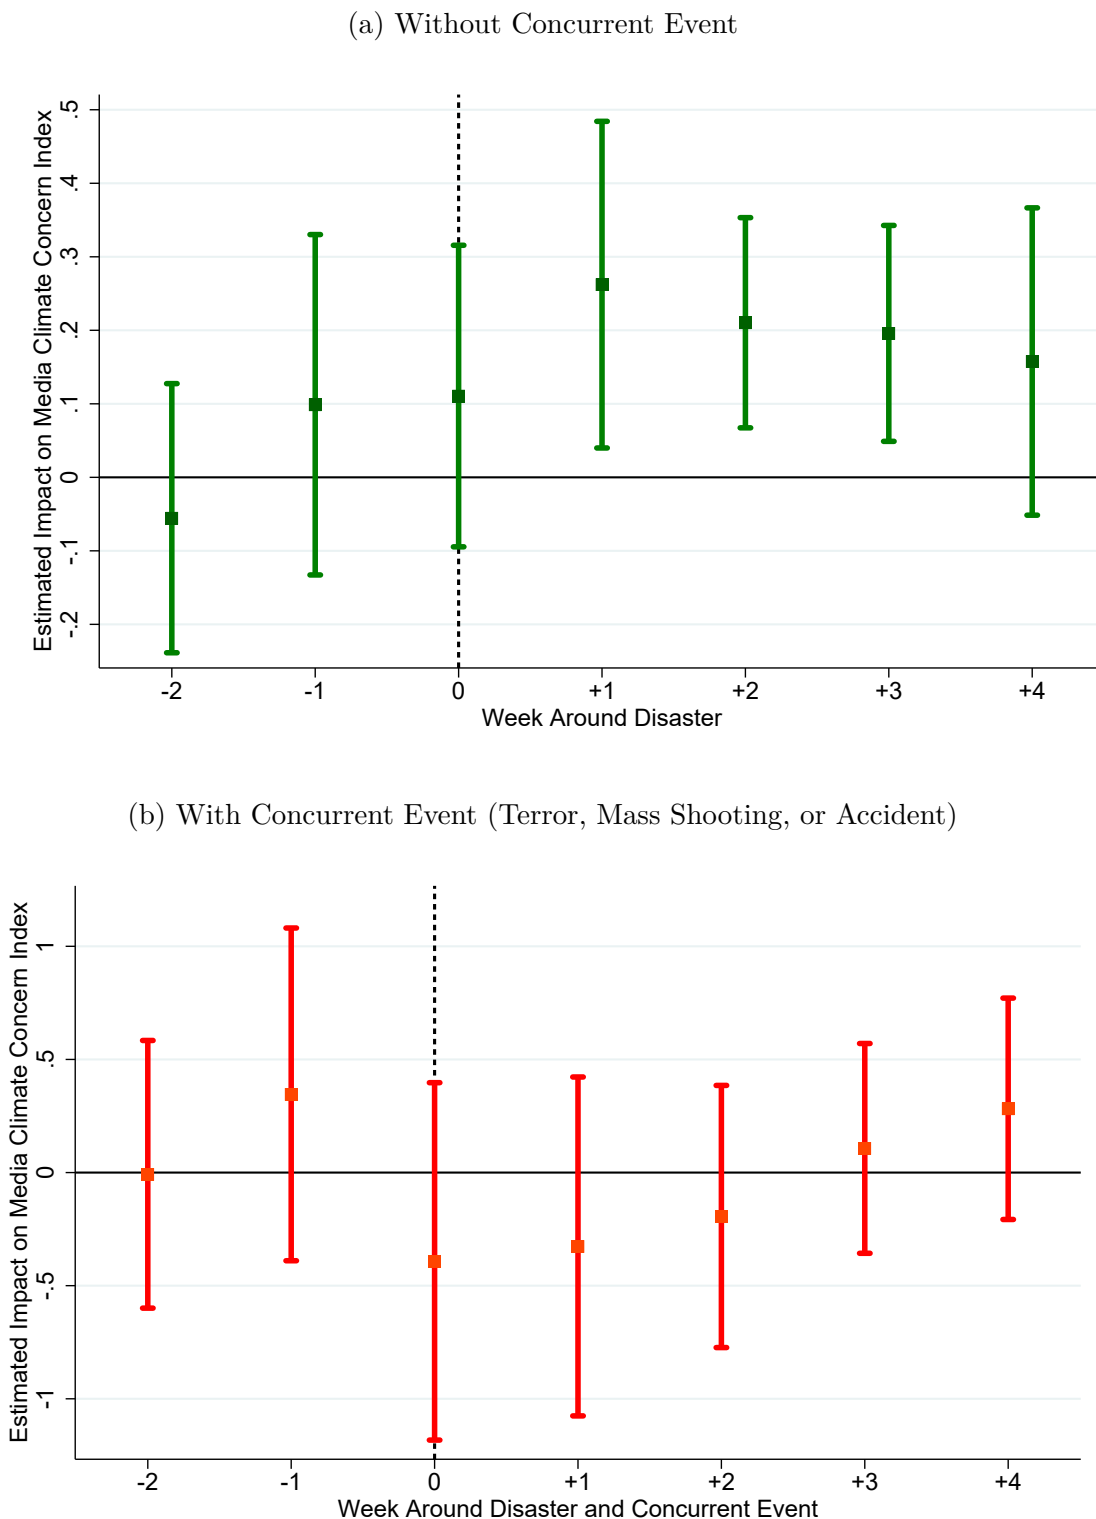 (a) Without Concurrent Event
Estimated Impact on Media Climate Concern Index
.5
.4
.3
.2
.1
0
-.1
-.2
-2 -1 0 +1 +2 +3 +4
Week Around Disaster
(b) With Concurrent Event (Terror, Mass Shooting, or Accident)
Estimated Impact on Media Climate Concern Index
1
.5
0
-.5
-1
-2 -1 0 +1 +2 +3 +4
Week Around Disaster and Concurrent Event